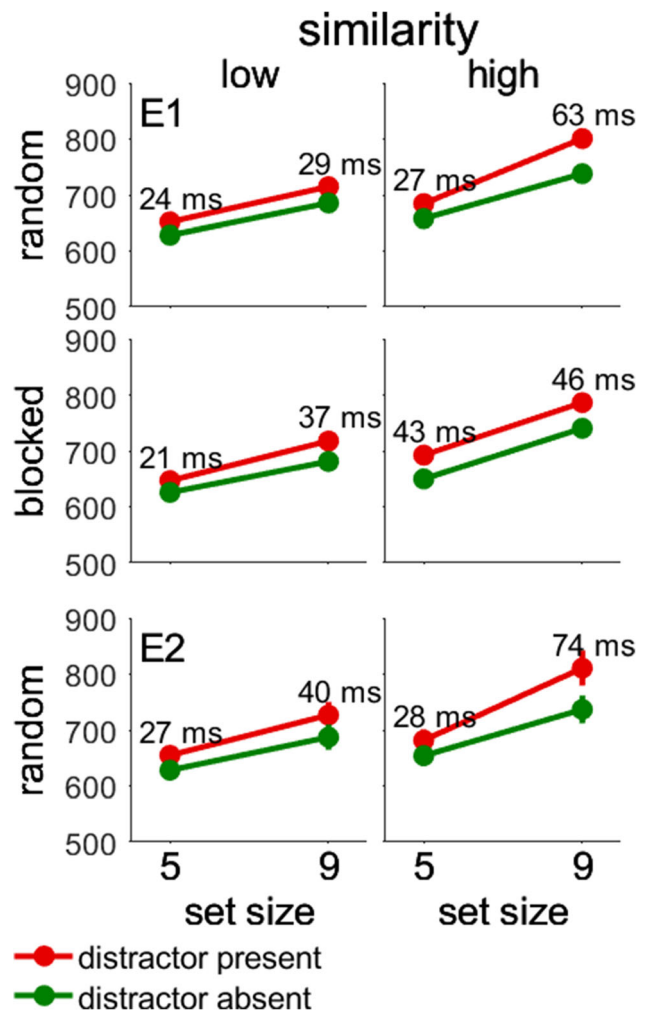 similarity
low high
E1
random
900
800
700
600
500
24 ms
29 ms
27 ms
63 ms
blocked
900
800
700
600
500
21 ms
37 ms
43 ms
46 ms
E2
random
900
800
700
600
500
27 ms
40 ms
28 ms
74 ms
5 9 5 9
set size set size
distractor present
distractor absent